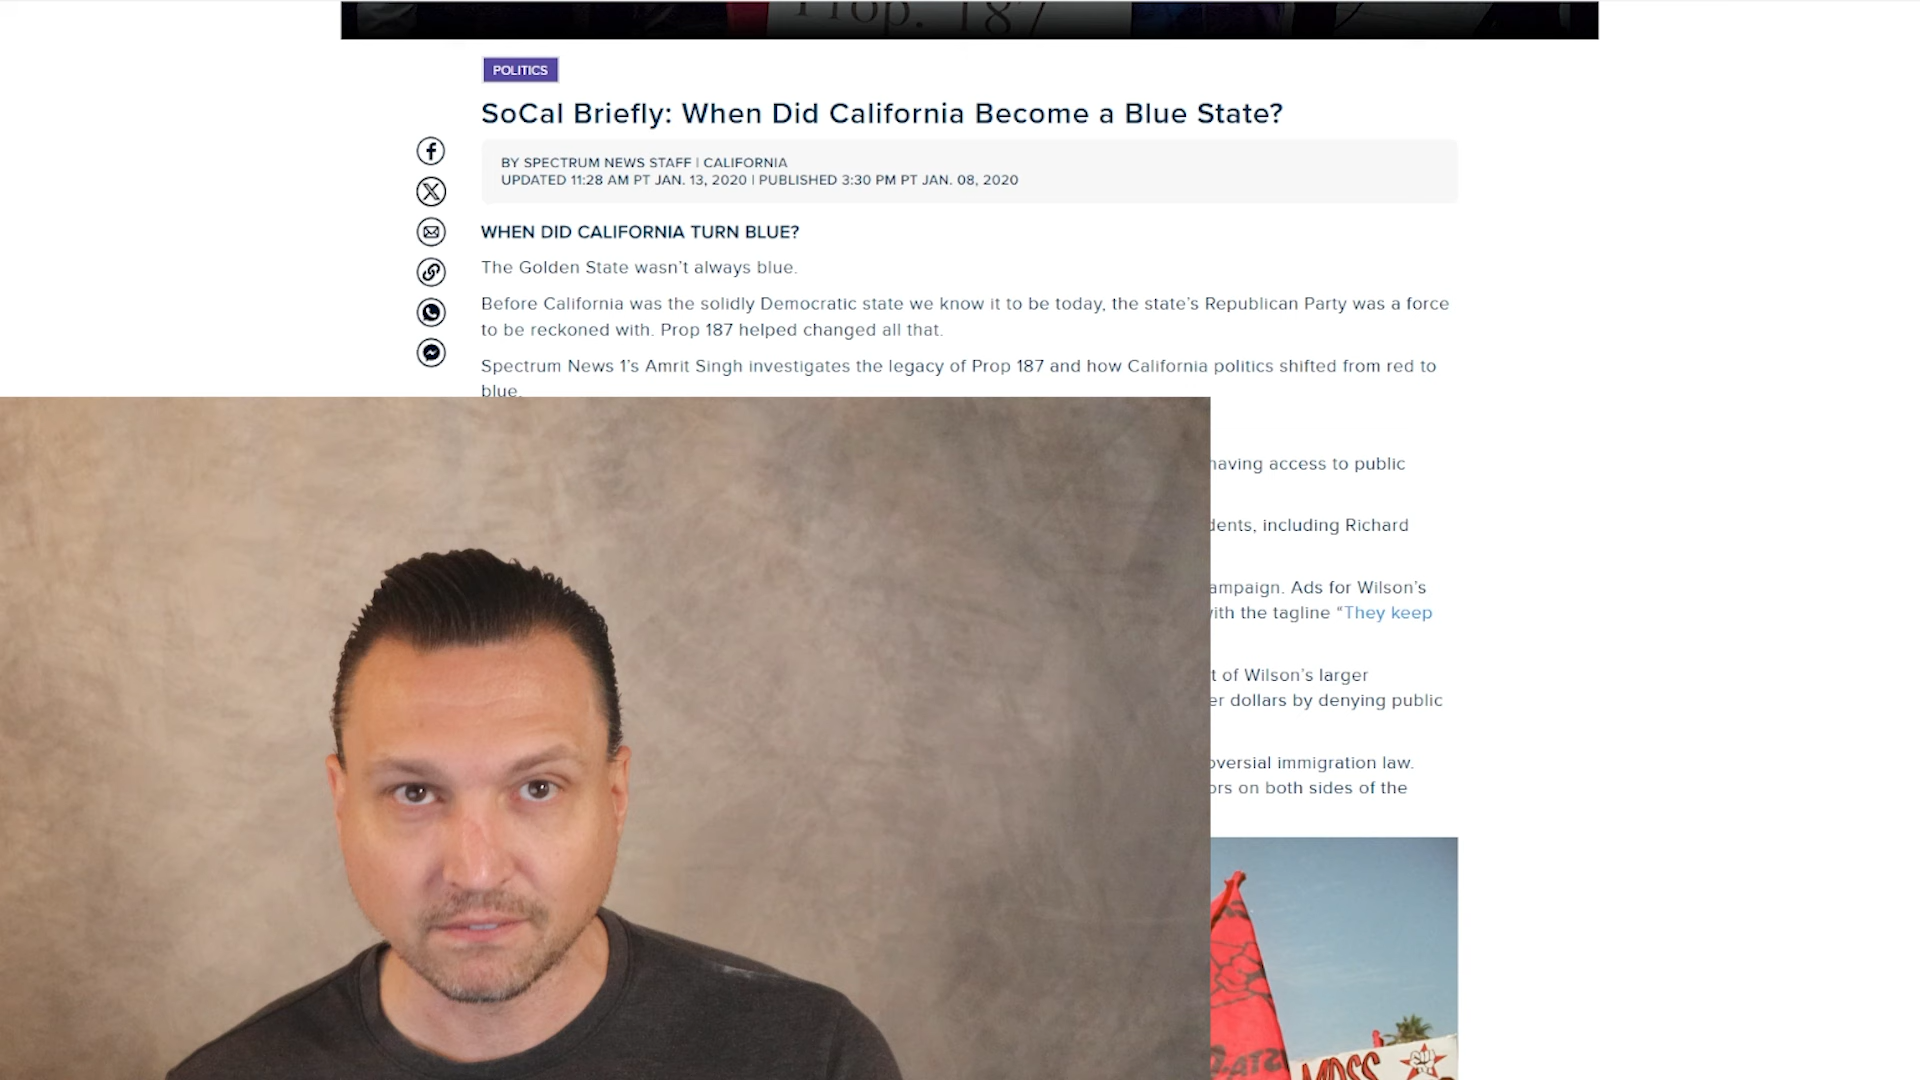 Prop. 187
POLITICS
SoCal Briefly: When Did California Become a Blue State?
BY SPECTRUM NEWS STAFF | CALIFORNIA
UPDATED 11:28 AM PT JAN. 13, 2020 | PUBLISHED 3:30 PM PT JAN. 08, 2020
WHEN DID CALIFORNIA TURN BLUE?
The Golden State wasn't always blue.
Before California was the solidly Democratic state we know it to be today, the state's Republican Party was a force
to be reckoned with. Prop 187 helped changed all that.
Spectrum News 1's Amrit Singh investigates the legacy of Prop 187 and how California politics shifted from red to
blue.
having access to public
including Richard
Ads for Wilson's
with the tagline "They keep
of Wilson's larger
dollars by denying public
immigration law.
on both sides of the